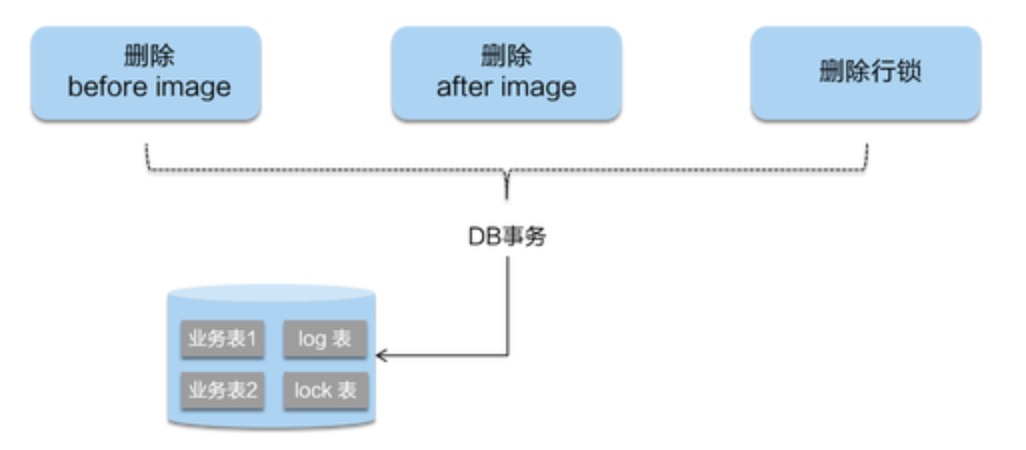 删除
before image
删除
after image
删除行锁
DB事务
业务表1
log 表
业务表2
lock 表